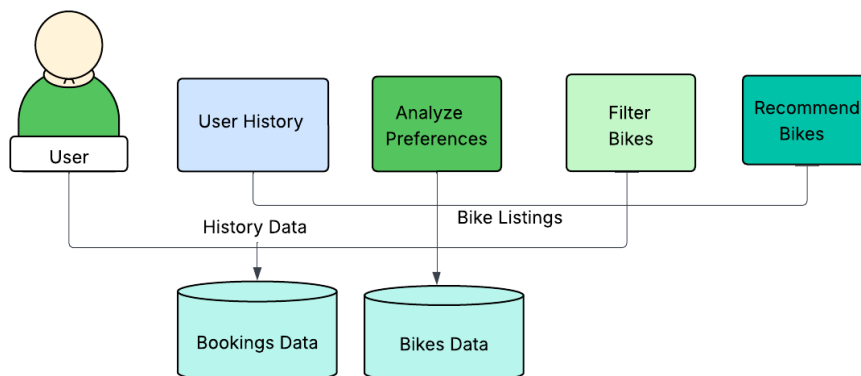 User
User History
Analyze
Preferences
Filter
Bikes
Recommend
Bikes
History Data
Bike Listings
Bookings Data
Bikes Data